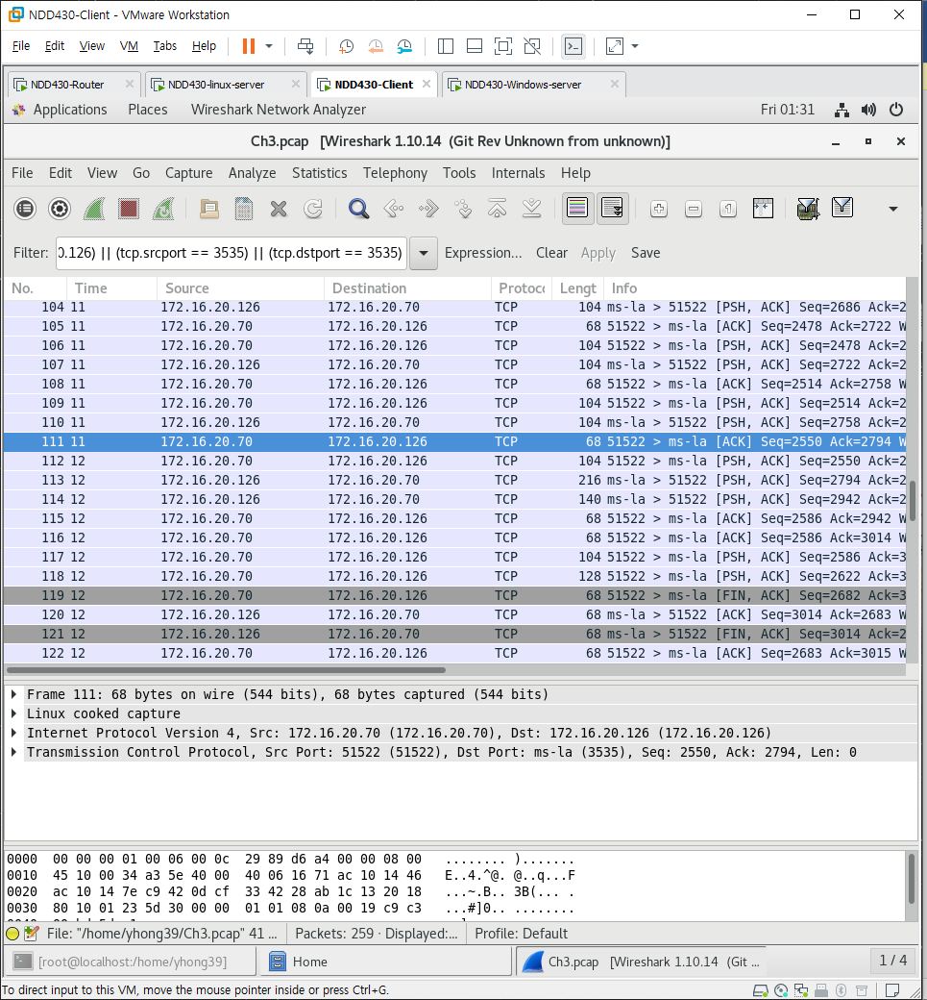 NDD430-Client - VMware Workstation
File Edit View VM Tabs Help
NDD430-Router NDD430-linux-server NDD430-Client NDD430-Windows-server
Applications Places Wireshark Network Analyzer Fri 01:31
Ch3.pcap [Wireshark 1.10.14 (Git Rev Unknown from unknown)]
File Edit View Go Capture Analyze Statistics Telephony Tools Internals Help
Filter: 0.126) || (tcp.srcport == 3535) || (tcp.dstport == 3535) Expression... Clear Apply Save
No. Time Source Destination Protoc Lengt Info
104 11 172.16.20.126 172.16.20.70 TCP 104 ms-la > 51522 [PSH, ACK] Seq=2686 Ack=2
105 11 172.16.20.70 172.16.20.126 TCP 68 51522 > ms-la [ACK] Seq=2478 Ack=2722 W
106 11 172.16.20.70 172.16.20.126 TCP 104 51522 > ms-la [PSH, ACK] Seq=2478 Ack=2
107 11 172.16.20.126 172.16.20.70 TCP 104 ms-la > 51522 [PSH, ACK] Seq=2722 Ack=2
108 11 172.16.20.70 172.16.20.126 TCP 68 51522 > ms-la [ACK] Seq=2514 Ack=2758 W
109 11 172.16.20.70 172.16.20.126 TCP 104 51522 > ms-la [PSH, ACK] Seq=2514 Ack=2
110 11 172.16.20.126 172.16.20.70 TCP 104 ms-la > 51522 [PSH, ACK] Seq=2758 Ack=2
111 11 172.16.20.70 172.16.20.126 TCP 68 51522 > ms-la [ACK] Seq=2550 Ack=2794 W
112 12 172.16.20.70 172.16.20.126 TCP 104 51522 > ms-la [PSH, ACK] Seq=2550 Ack=2
113 12 172.16.20.126 172.16.20.70 TCP 216 ms-la > 51522 [PSH, ACK] Seq=2794 Ack=2
114 12 172.16.20.126 172.16.20.70 TCP 140 ms-la > 51522 [PSH, ACK] Seq=2942 Ack=2
115 12 172.16.20.70 172.16.20.126 TCP 68 51522 > ms-la [ACK] Seq=2586 Ack=2942 W
116 12 172.16.20.70 172.16.20.126 TCP 68 51522 > ms-la [ACK] Seq=2586 Ack=3014 W
117 12 172.16.20.70 172.16.20.126 TCP 104 51522 > ms-la [PSH, ACK] Seq=2586 Ack=3
118 12 172.16.20.70 172.16.20.126 TCP 128 51522 > ms-la [PSH, ACK] Seq=2622 Ack=3
119 12 172.16.20.70 172.16.20.126 TCP 68 51522 > ms-la [FIN, ACK] Seq=2682 Ack=3
120 12 172.16.20.126 172.16.20.70 TCP 68 ms-la > 51522 [ACK] Seq=3014 Ack=2683 W
121 12 172.16.20.126 172.16.20.70 TCP 68 ms-la > 51522 [FIN, ACK] Seq=3014 Ack=2
122 12 172.16.20.70 172.16.20.126 TCP 68 51522 > ms-la [ACK] Seq=2683 Ack=3015 W
Frame 111: 68 bytes on wire (544 bits), 68 bytes captured (544 bits)
Linux cooked capture
Internet Protocol Version 4, Src: 172.16.20.70 (172.16.20.70), Dst: 172.16.20.126 (172.16.20.126)
Transmission Control Protocol, Src Port: 51522 (51522), Dst Port: ms-la (3535), Seq: 2550, Ack: 2794, Len: 0
0000 00 00 00 01 00 06 00 0c 29 89 d6 a4 00 00 08 00 ........ ).......
0010 45 10 00 34 a3 5e 40 00 40 06 16 71 ac 10 14 46 E..4.^@. @..q...F
0020 ac 10 14 7e c9 42 0d cf 33 42 28 ab 1c 13 20 18 ...~.B.. 3B(... .
0030 80 10 01 23 5d 30 00 00 01 01 08 0a 00 19 c9 c3 ...#]0.. ........
File: "/home/yhong39/Ch3.pcap" 41 ... Packets: 259 · Displayed:... Profile: Default
[root@localhost:/home/yhong39] Home Ch3.pcap [Wireshark 1.10.14 (Git ... 1 / 4
To direct input to this VM, move the mouse pointer inside or press Ctrl+G.